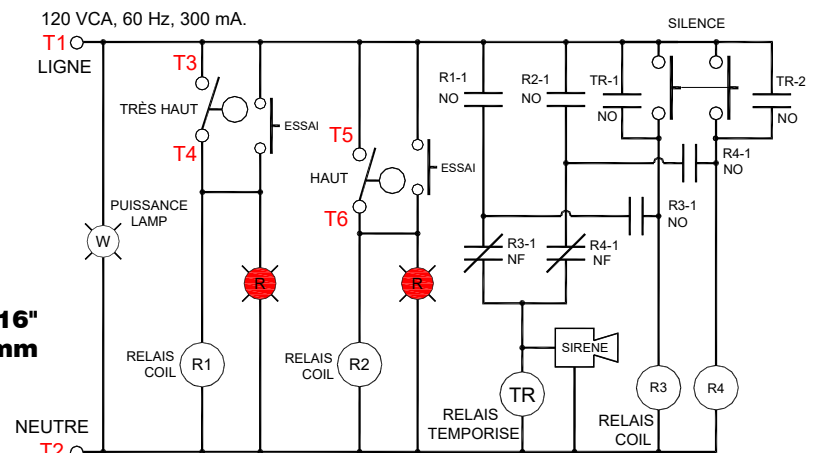 120 VCA, 60 Hz, 300 mA.
T1
LIGNE
SILENCE
T3
TRÈS HAUT
T4
ESSAI
T5
HAUT
T6
ESSAI
R1-1
NO
R2-1
NO
TR-1
NO
TR-2
NO
R4-1
NO
R3-1
NO
R3-1
NF
R4-1
NF
PUISSANCE
LAMP
W
R
R
16"
mm
RELAIS
COIL
R1
RELAIS
COIL
R2
SIRENE
TR
RELAIS
TEMPORISE
R3
R4
RELAIS
COIL
NEUTRE
T2